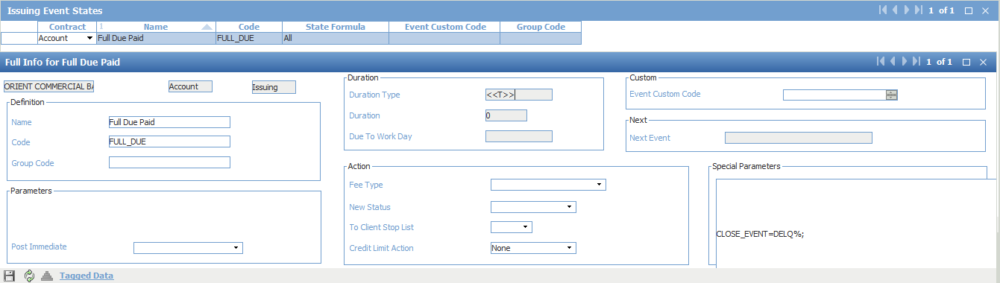 Issuing Event States
1 of 1
Contract 1 Name Code State Formula Event Custom Code Group Code
Account Full Due Paid FULL_DUE All
Full Info for Full Due Paid
1 of 1
ORIENT COMMERCIAL BA
Account
Issuing
Definition
Name Full Due Paid
Code FULL_DUE
Group Code
Parameters
Post Immediate
Duration
Duration Type <<T>>
Duration 0
Due To Work Day
Action
Fee Type
New Status
To Client Stop List
Credit Limit Action None
Custom
Event Custom Code
Next
Next Event
Special Parameters
CLOSE_EVENT=DELQ%;
Tagged Data